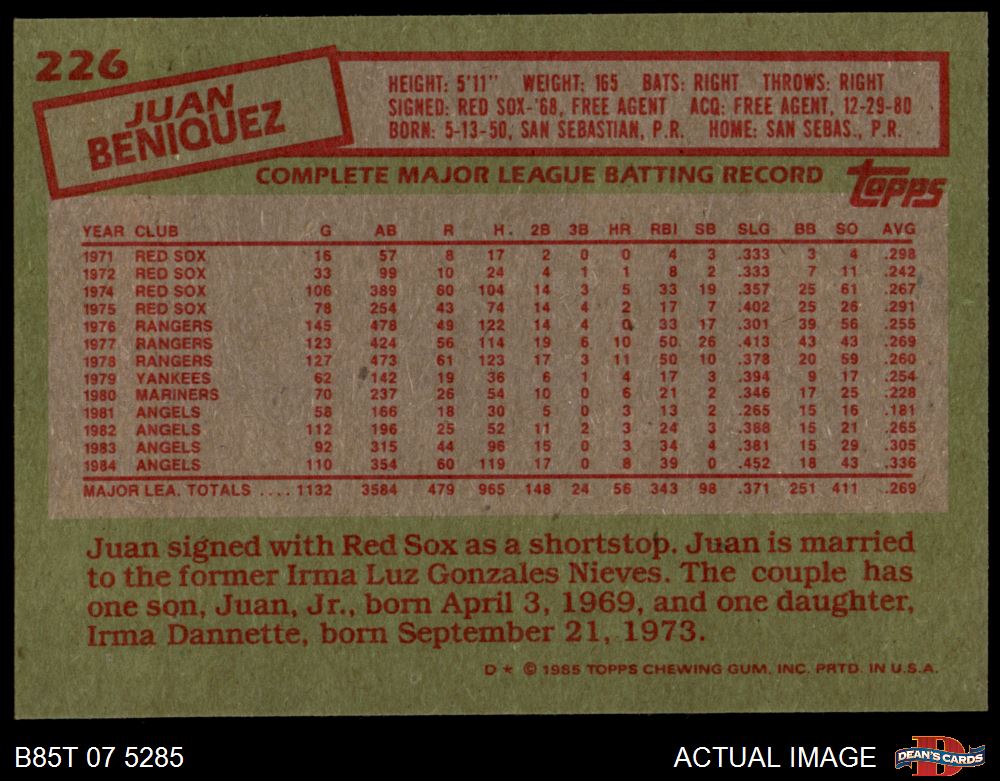 226
JUAN
BENIQUEZ
HEIGHT: 5'11" WEIGHT: 165 BATS: RIGHT THROWS: RIGHT
SIGNED: RED SOX-'68, FREE AGENT ACQ: FREE AGENT, 12-29-80
BORN: 5-13-50, SAN SEBASTIAN, P.R. HOME: SAN SEBAS., P.R.
COMPLETE MAJOR LEAGUE BATTING RECORD
TOPPS
YEAR CLUB G AB R H. 2B 3B HR RBI SB SLG BB SO AVG
1971 RED SOX 16 57 8 17 2 0 0 4 3 .333 3 4 .298
1972 RED SOX 33 99 10 24 4 1 1 8 2 .333 7 11 .242
1974 RED SOX 106 389 60 104 14 3 5 33 19 .357 25 61 .267
1975 RED SOX 78 254 43 74 14 4 2 17 7 .402 25 26 .291
1976 RANGERS 145 478 49 122 14 4 0 33 17 .301 39 56 .255
1977 RANGERS 123 424 56 114 19 6 10 50 26 .413 43 43 .269
1978 RANGERS 127 473 61 123 17 3 11 50 10 .378 20 59 .260
1979 YANKEES 62 142 19 36 6 1 4 17 3 .394 9 17 .254
1980 MARINERS 70 237 26 54 10 0 6 21 2 .346 17 25 .228
1981 ANGELS 58 166 18 30 5 0 3 13 2 .265 15 16 .181
1982 ANGELS 112 196 25 52 11 2 3 24 3 .388 15 21 .265
1983 ANGELS 92 315 44 96 15 0 3 34 4 .381 15 29 .305
1984 ANGELS 110 354 60 119 17 0 8 39 0 .452 18 43 .336
MAJOR LEA. TOTALS .... 1132 3584 479 965 148 24 56 343 98 .371 251 411 .269
Juan signed with Red Sox as a shortstop. Juan is married
to the former Irma Luz Gonzales Nieves. The couple has
one son, Juan, Jr., born April 3, 1969, and one daughter,
Irma Dannette, born September 21, 1973.
D * © 1985 TOPPS CHEWING GUM, INC. PRTD. IN U.S.A.
B85T 07 5285
ACTUAL IMAGE
DEAN'S CARDS